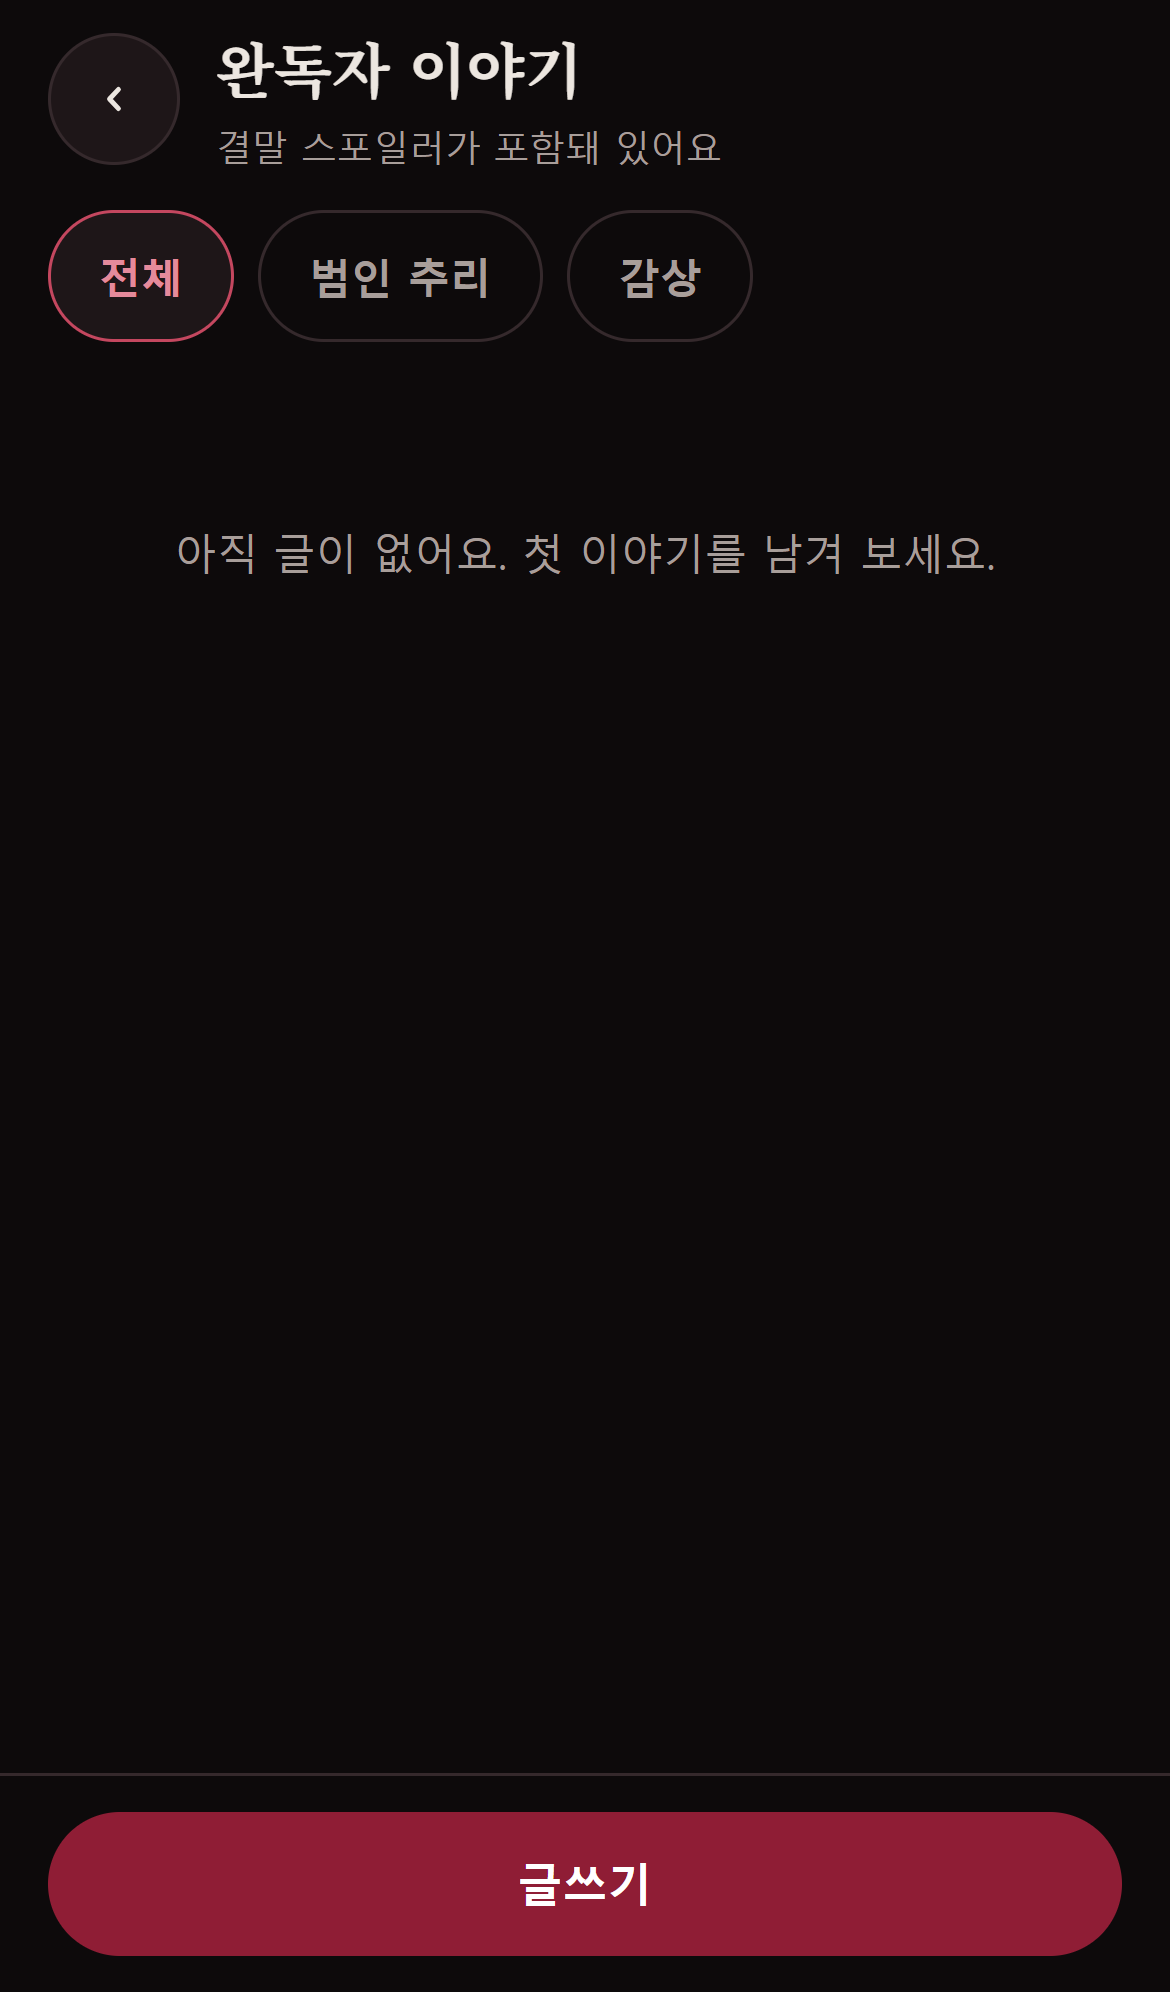 완독자 이야기
결말 스포일러가 포함돼 있어요
전체 범인 추리 감상
아직 글이 없어요. 첫 이야기를 남겨 보세요.
글쓰기